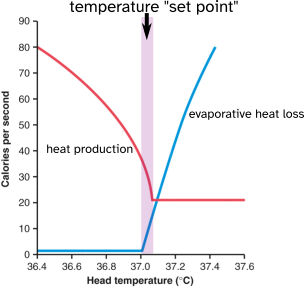 temperature "set point"
90
80
70
60
50
40
30
20
10
0
Calories per second
evaporative heat loss
heat production
36.4 36.6 36.8 37.0 37.2 37.4 37.6
Head temperature (°C)